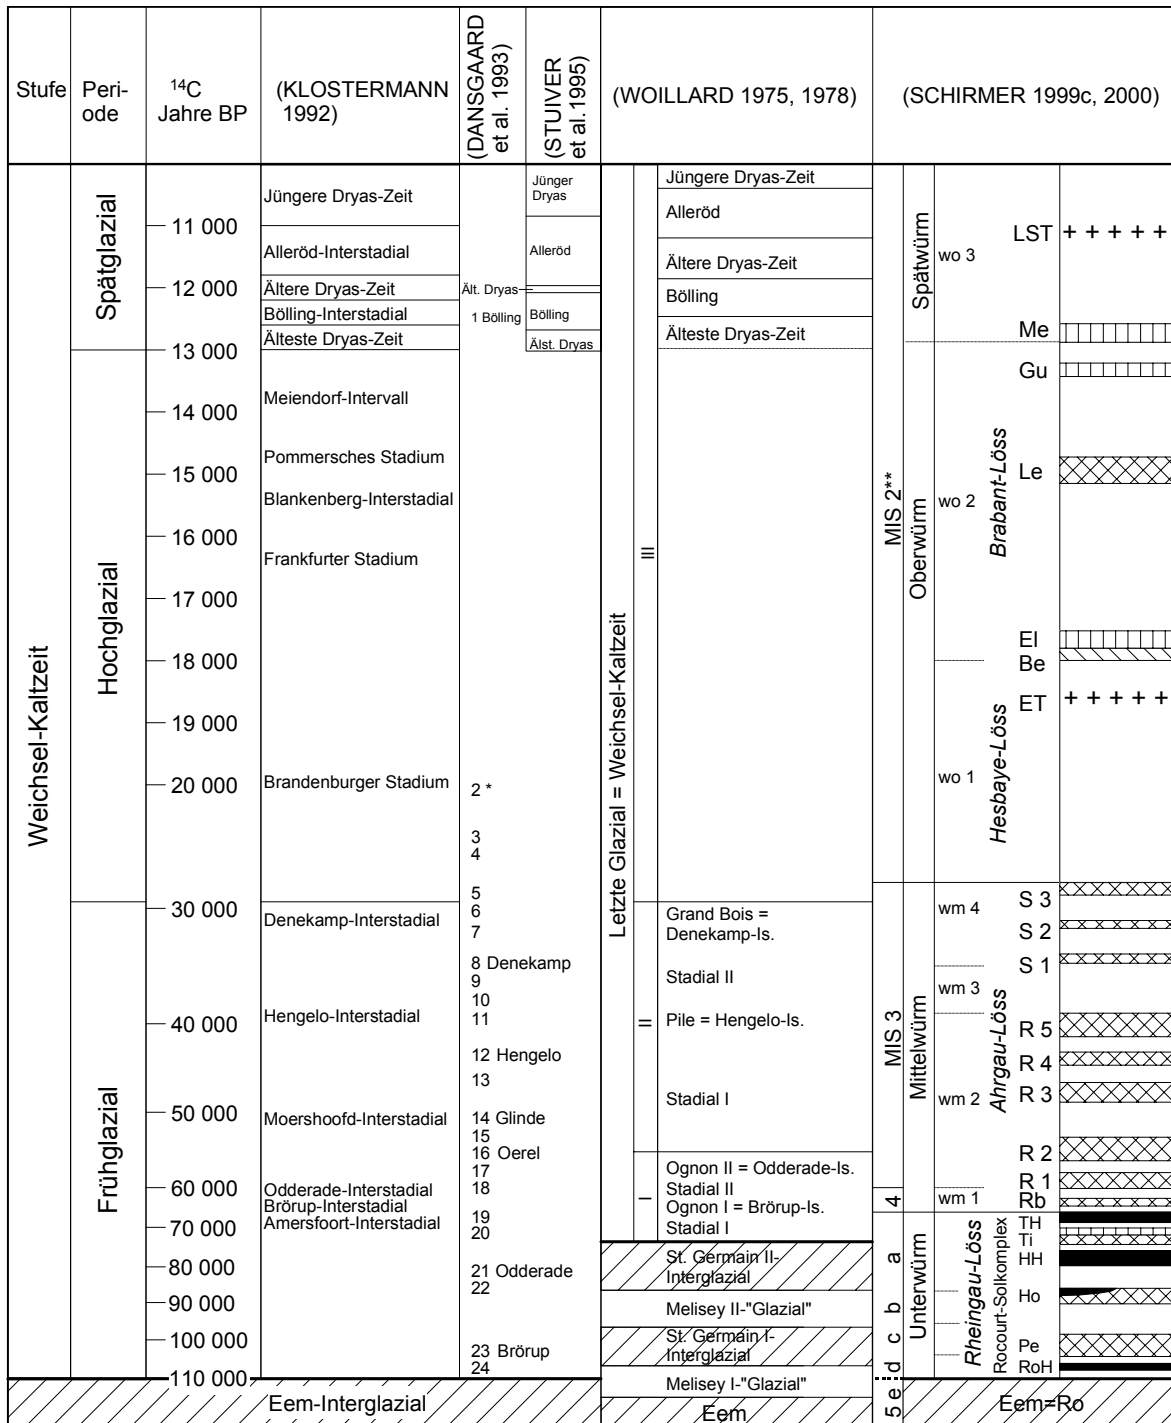 Stufe
Peri-
ode
14C
Jahre BP
(KLOSTERMANN
1992)
(DANSGAARD
et al. 1993)
(STUIVER
et al.1995)
(WOILLARD 1975, 1978)
(SCHIRMER 1999c, 2000)
Weichsel-Kaltzeit
Spätglazial
Hochglazial
Frühglazial
11 000
12 000
13 000
14 000
15 000
16 000
17 000
18 000
19 000
20 000
30 000
40 000
50 000
60 000
70 000
80 000
90 000
100 000
110 000
Jüngere Dryas-Zeit
Alleröd-Interstadial
Ältere Dryas-Zeit
Bölling-Interstadial
Älteste Dryas-Zeit
Meiendorf-Intervall
Pommersches Stadium
Blankenberg-Interstadial
Frankfurter Stadium
Brandenburger Stadium
Denekamp-Interstadial
Hengelo-Interstadial
Moershoofd-Interstadial
Odderade-Interstadial
Brörup-Interstadial
Amersfoort-Interstadial
Eem-Interglazial
Ält. Dryas
1 Bölling
2 *
3
4
5
6
7
8 Denekamp
9
10
11
12 Hengelo
13
14 Glinde
15
16 Oerel
17
18
19
20
21 Odderade
22
23 Brörup
24
Jünger
Dryas
Alleröd
Bölling
Älst. Dryas
Letzte Glazial = Weichsel-Kaltzeit
III
II
I
Jüngere Dryas-Zeit
Alleröd
Ältere Dryas-Zeit
Bölling
Älteste Dryas-Zeit
Grand Bois =
Denekamp-Is.
Stadial II
Pile = Hengelo-Is.
Stadial I
Ognon II = Odderade-Is.
Stadial II
Ognon I = Brörup-Is.
Stadial I
St. Germain II-
Interglazial
Melisey II-"Glazial"
St. Germain I-
Interglazial
Melisey I-"Glazial"
Eem
MIS 2**
MIS 3
4
a
b
c
d
5 e
Spätwürm
Oberwürm
Mittelwürm
Unterwürm
wo 3
wo 2
wo 1
wm 4
wm 3
wm 2
wm 1
Brabant-Löss
Hesbaye-Löss
Ahrgau-Löss
Rheingau-Löss
Rocourt-Solkomplex
LST + + + + +
Me
Gu
Le
El
Be
ET + + + + +
S 3
S 2
S 1
R 5
R 4
R 3
R 2
R 1
Rb
TH
Ti
HH
Ho
Pe
RoH
Eem=Ro